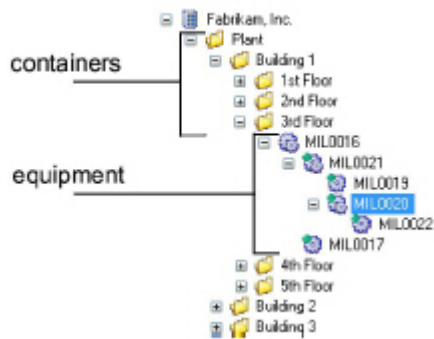 Fabrikam, Inc.
Plant
containers
Building 1
1st Floor
2nd Floor
3rd Floor
MIL0016
equipment
MIL0021
MIL0019
MIL0020
MIL0022
MIL0017
4th Floor
5th Floor
Building 2
Building 3